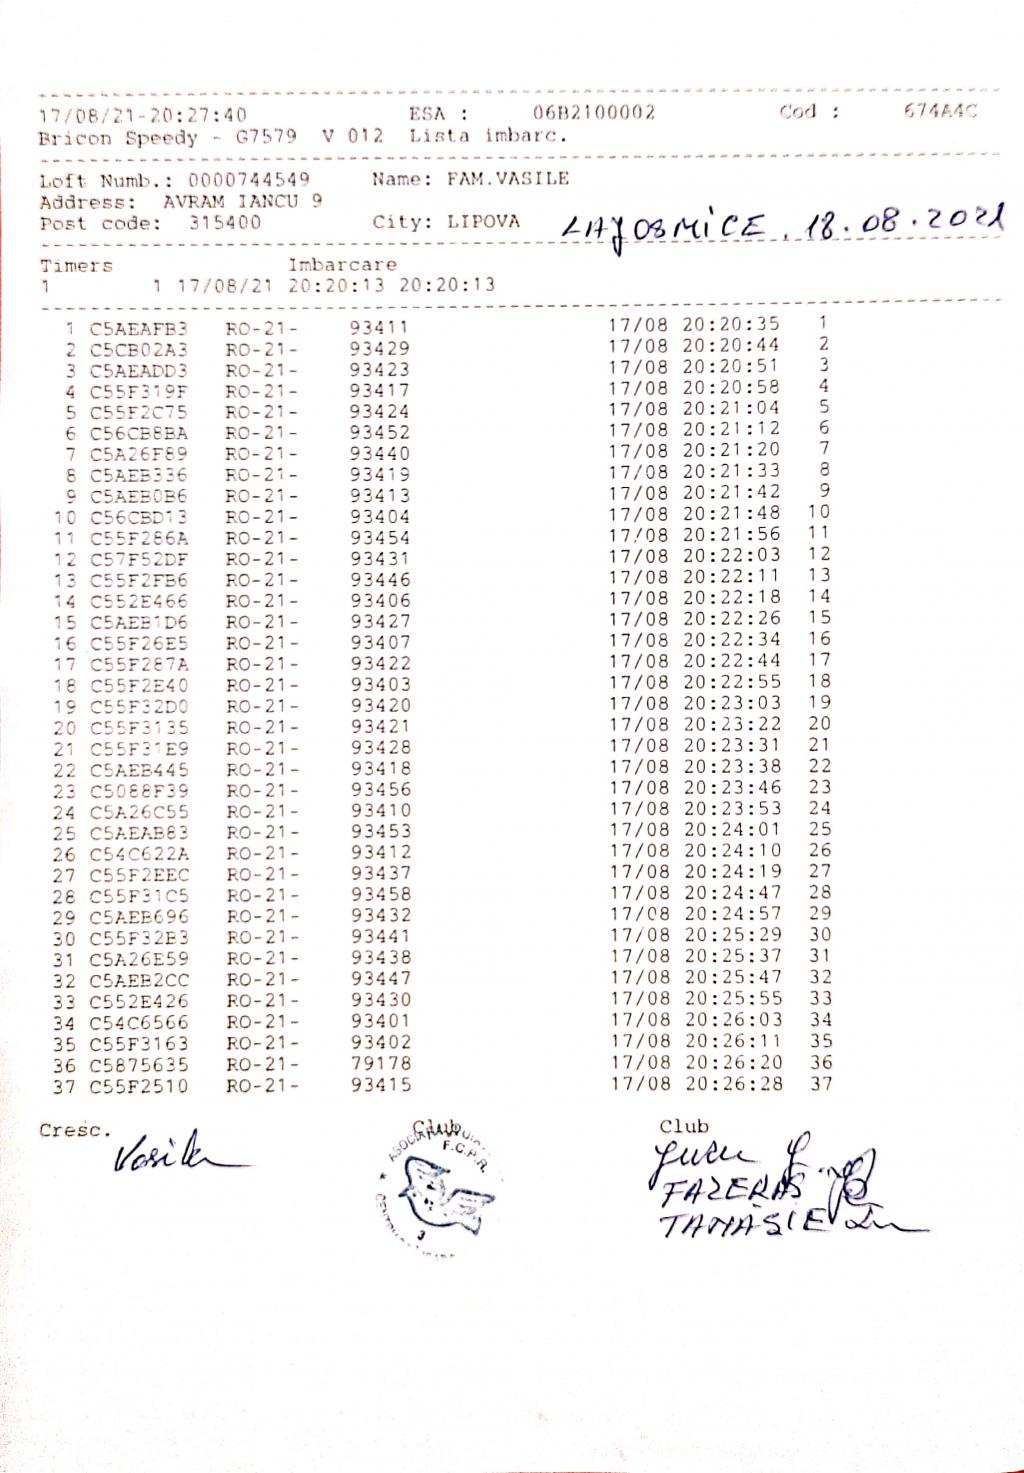 17/08/21-20:27:40 ESA : 06B2100002 Cod : 674A4C
Bricon Speedy - G7579 V 012 Lista imbarc.
Loft Numb.: 0000744549 Name: FAM.VASILE
Address: AVRAM IANCU 9
Post code: 315400 City: LIPOVA LAJOSMICE, 18.08.2021
Timers Imbarcare
1 1 17/08/21 20:20:13 20:20:13
1 C5AEAFB3 RO-21- 93411 17/08 20:20:35 1
2 C5CB02A3 RO-21- 93429 17/08 20:20:44 2
3 C5AEADD3 RO-21- 93423 17/08 20:20:51 3
4 C55F319F RO-21- 93417 17/08 20:20:58 4
5 C55F2C75 RO-21- 93424 17/08 20:21:04 5
6 C56CB8BA RO-21- 93452 17/08 20:21:12 6
7 C5A26F89 RO-21- 93440 17/08 20:21:20 7
8 C5AEB336 RO-21- 93419 17/08 20:21:33 8
9 C5AEB0B6 RO-21- 93413 17/08 20:21:42 9
10 C56CBD13 RO-21- 93404 17/08 20:21:48 10
11 C55F286A RO-21- 93454 17/08 20:21:56 11
12 C57F52DF RO-21- 93431 17/08 20:22:03 12
13 C55F2FB6 RO-21- 93446 17/08 20:22:11 13
14 C552E466 RO-21- 93406 17/08 20:22:18 14
15 C5AEB1D6 RO-21- 93427 17/08 20:22:26 15
16 C55F26E5 RO-21- 93407 17/08 20:22:34 16
17 C55F287A RO-21- 93422 17/08 20:22:44 17
18 C55F2E40 RO-21- 93403 17/08 20:22:55 18
19 C55F32D0 RO-21- 93420 17/08 20:23:03 19
20 C55F3135 RO-21- 93421 17/08 20:23:22 20
21 C55F31E9 RO-21- 93428 17/08 20:23:31 21
22 C5AEB445 RO-21- 93418 17/08 20:23:38 22
23 C5088F39 RO-21- 93456 17/08 20:23:46 23
24 C5A26C55 RO-21- 93410 17/08 20:23:53 24
25 C5AEAB83 RO-21- 93453 17/08 20:24:01 25
26 C54C622A RO-21- 93412 17/08 20:24:10 26
27 C55F2EEC RO-21- 93437 17/08 20:24:19 27
28 C55F31C5 RO-21- 93458 17/08 20:24:47 28
29 C5AEB696 RO-21- 93432 17/08 20:24:57 29
30 C55F32B3 RO-21- 93441 17/08 20:25:29 30
31 C5A26E59 RO-21- 93438 17/08 20:25:37 31
32 C5AEB2CC RO-21- 93447 17/08 20:25:47 32
33 C552E426 RO-21- 93430 17/08 20:25:55 33
34 C54C6566 RO-21- 93401 17/08 20:26:03 34
35 C55F3163 RO-21- 93402 17/08 20:26:11 35
36 C5875635 RO-21- 79178 17/08 20:26:20 36
37 C55F2510 RO-21- 93415 17/08 20:26:28 37
Cresc. Club Club
Vasile
F.C.P.R.
3
FAZERAS
TANASIE